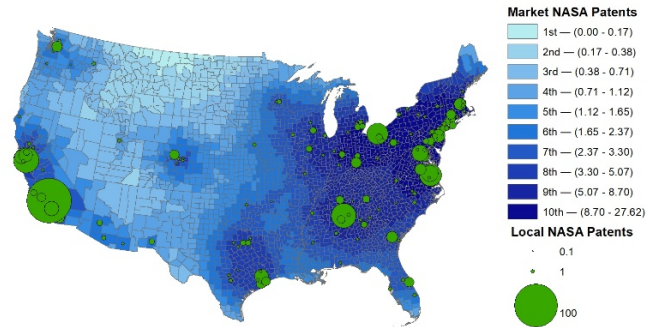 Market NASA Patents
1st — (0.00 - 0.17)
2nd — (0.17 - 0.38)
3rd — (0.38 - 0.71)
4th — (0.71 - 1.12)
5th — (1.12 - 1.65)
6th — (1.65 - 2.37)
7th — (2.37 - 3.30)
8th — (3.30 - 5.07)
9th — (5.07 - 8.70)
10th — (8.70 - 27.62)
Local NASA Patents
0.1
1
100